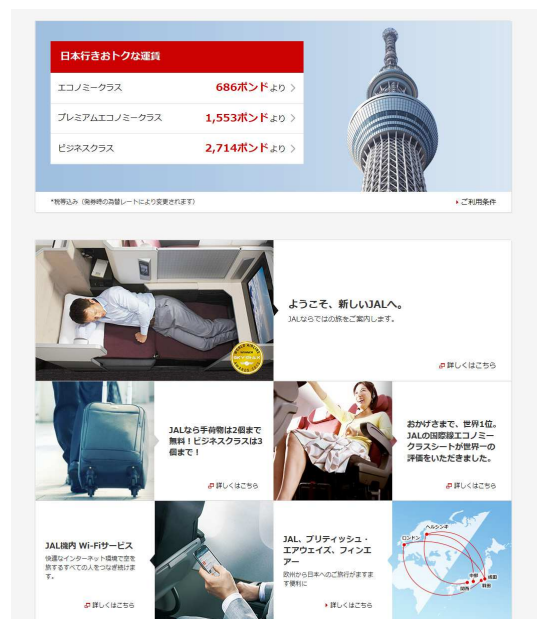 日本行きおトクな運賃
エコノミークラス 686ポンドより
プレミアムエコノミークラス 1,553ポンドより
ビジネスクラス 2,714ポンドより
*税等込み（発券時の為替レートにより変更されます）
ご利用条件
ようこそ、新しいJALへ。
JALならではの旅をご案内します。
詳しくはこちら
JALなら手荷物は2個まで
無料！ビジネスクラスは3
個まで！
詳しくはこちら
おかげさまで、世界1位。
JALの国際線エコノミー
クラスシートが世界一の
評価をいただきました。
詳しくはこちら
JAL機内 Wi-Fiサービス
快適なインターネット環境で空を
旅するすべての人をつなぎ続けま
す。
詳しくはこちら
JAL、ブリティッシュ・
エアウェイズ、フィンエ
アー
欧州から日本へのご旅行がますま
す便利に
詳しくはこちら
ヘルシンキ
ロンドン
中部
成田
関西
羽田